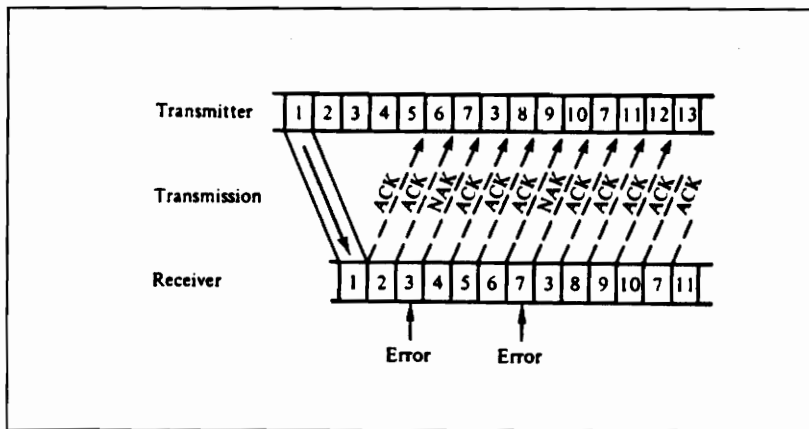 Transmitter 1 2 3 4 5 6 7 3 8 9 10 7 11 12 13
Transmission ACK ACK NAK ACK ACK ACK NAK ACK ACK ACK ACK ACK
Receiver 1 2 3 4 5 6 7 3 8 9 10 7 11
Error Error